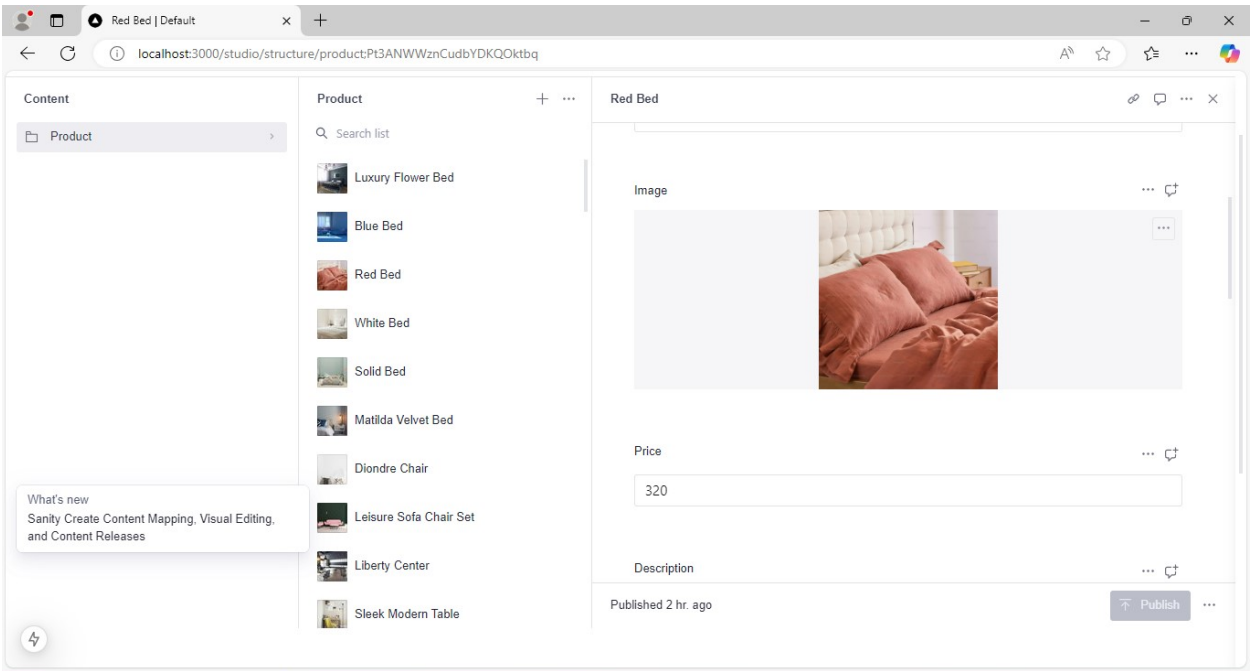 Red Bed | Default
localhost:3000/studio/structure/product;Pt3ANWWznCudbYDKQOktbq
Content
Product
What's new
Sanity Create Content Mapping, Visual Editing,
and Content Releases
Product
Search list
Luxury Flower Bed
Blue Bed
Red Bed
White Bed
Solid Bed
Matilda Velvet Bed
Diondre Chair
Leisure Sofa Chair Set
Liberty Center
Sleek Modern Table
Red Bed
Image
Price
320
Description
Published 2 hr. ago
Publish